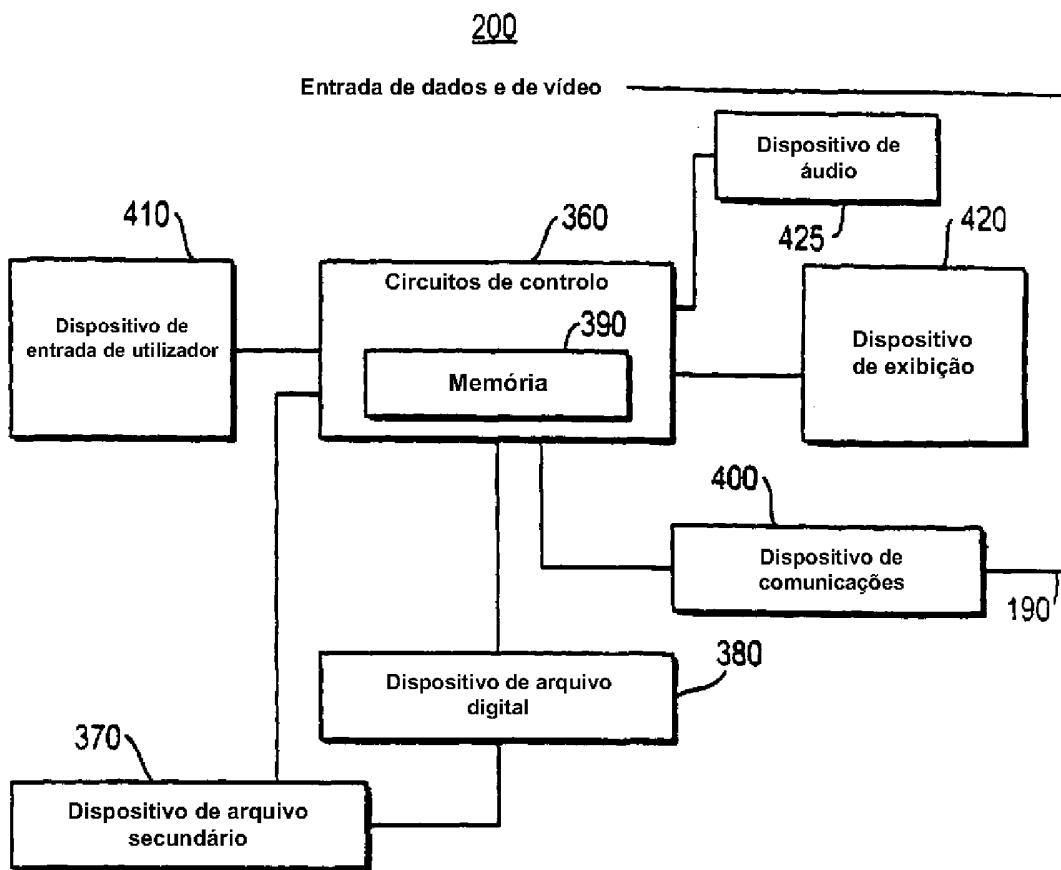 200
Entrada de dados e de vídeo
Dispositivo de
áudio
425
410
360
420
Dispositivo de
entrada de utilizador
Circuitos de controlo
390
Memória
Dispositivo
de exibição
400
Dispositivo de
comunicações
190
380
Dispositivo de arquivo
digital
370
Dispositivo de arquivo
secundário